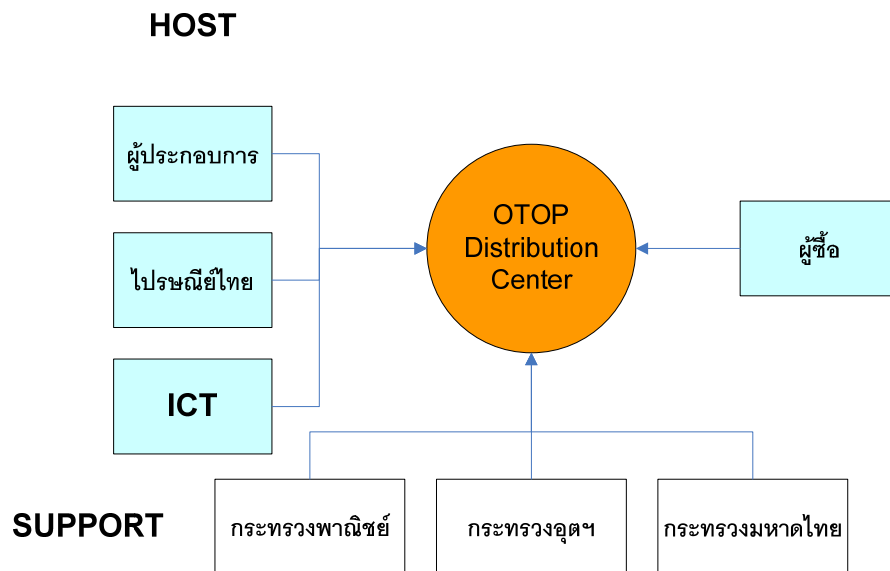 HOST
ผู้ประกอบการ
ไปรษณีย์ไทย
ICT
OTOP
Distribution
Center
ผู้ซื้อ
SUPPORT
กระทรวงพาณิชย์
กระทรวงอุตฯ
กระทรวงมหาดไทย